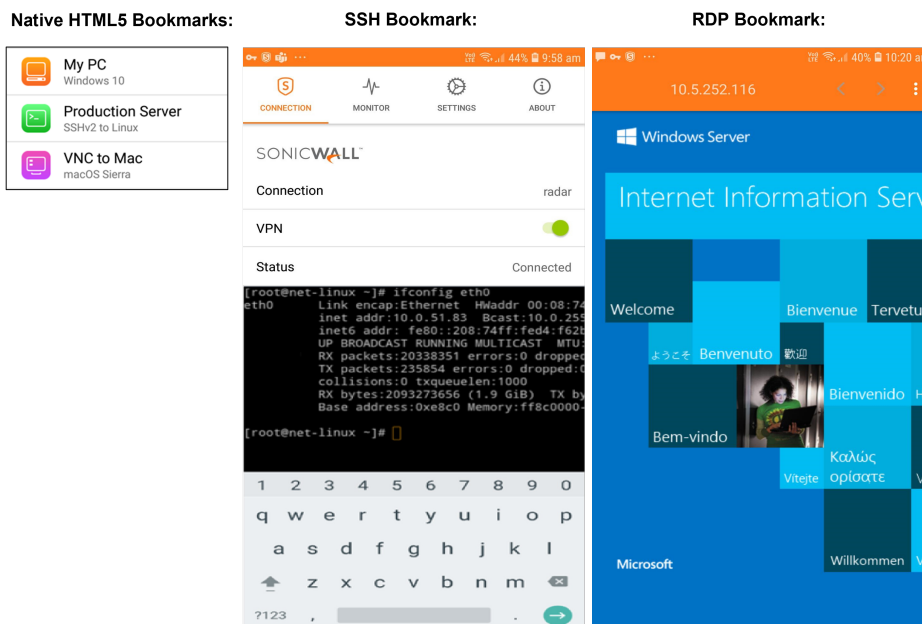 Native HTML5 Bookmarks:
My PC
Windows 10
Production Server
SSHv2 to Linux
VNC to Mac
macOS Sierra
SSH Bookmark:
44% 9:58 am
CONNECTION MONITOR SETTINGS ABOUT
SONICWALL
Connection radar
VPN
Status Connected
[root@net-linux ~]# ifconfig eth0
eth0 Link encap:Ethernet HWaddr 00:08:74
inet addr:10.0.51.83 Bcast:10.0.255
inet6 addr: fe80::208:74ff:fed4:f62b
UP BROADCAST RUNNING MULTICAST MTU:
RX packets:20338351 errors:0 dropped
TX packets:235854 errors:0 dropped:0
collisions:0 txqueuelen:1000
RX bytes:2093273656 (1.9 GiB) TX by
Base address:0xe8c0 Memory:ff8c0000-
[root@net-linux ~]#
1 2 3 4 5 6 7 8 9 0
q w e r t y u i o p
a s d f g h j k l
z x c v b n m
?123 , .
RDP Bookmark:
40% 10:20 a
10.5.252.116
Windows Server
Internet Information Serv
Welcome
Bienvenue
Tervetu
ようこそ
Benvenuto
歡迎
Bienvenido
H
Bem-vindo
Vítejte
Καλώς
ορίσατε
V
Microsoft
Willkommen
V